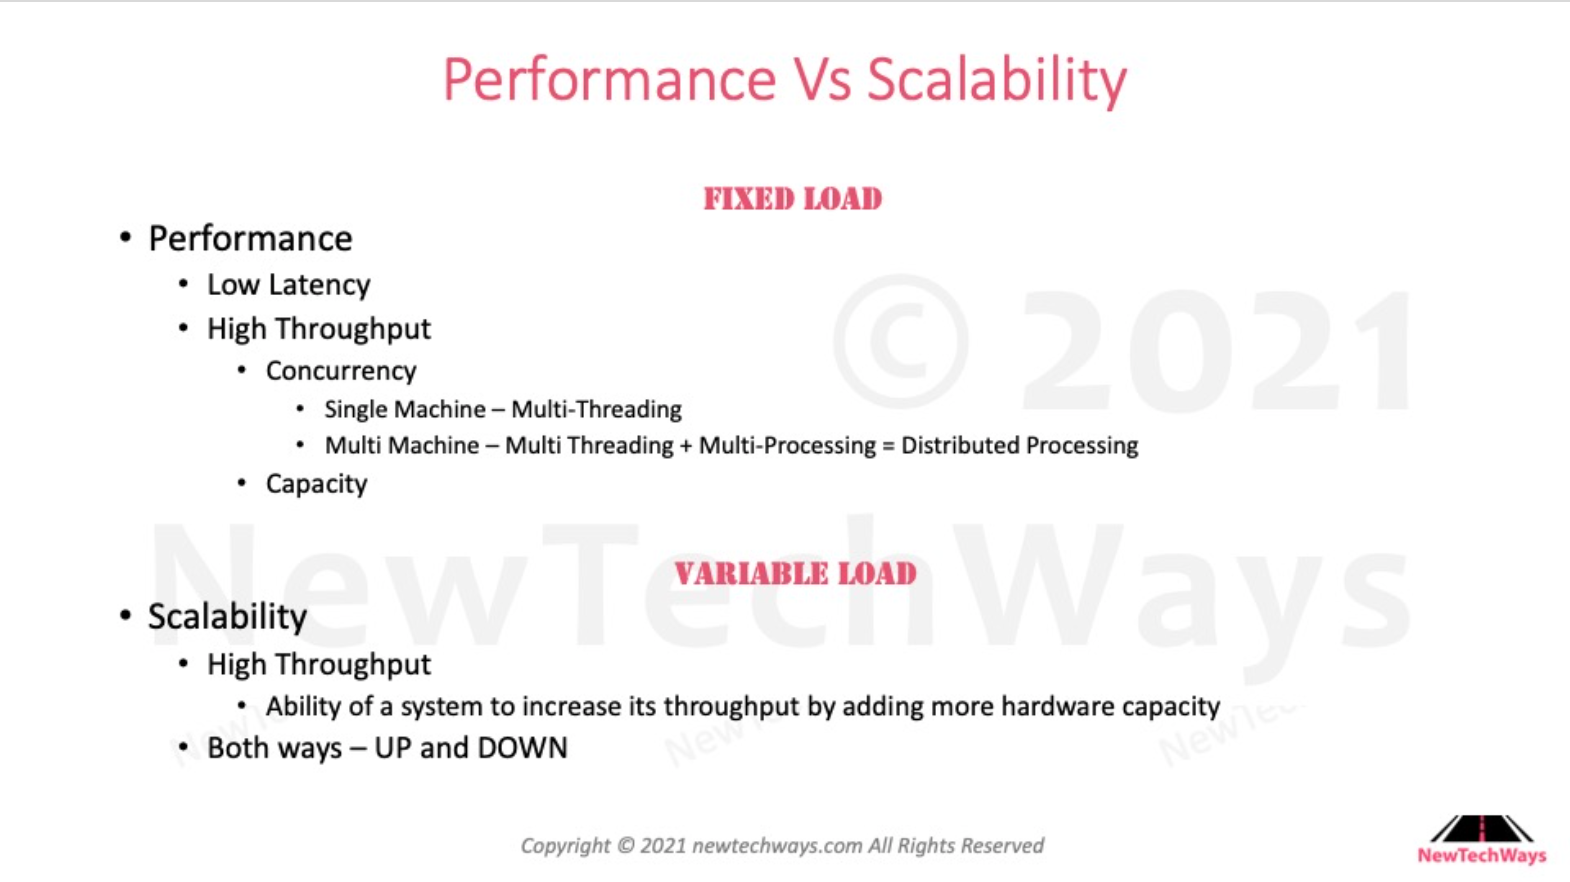 Performance Vs Scalability
FIXED LOAD
• Performance
• Low Latency
• High Throughput
• Concurrency
• Single Machine – Multi-Threading
• Multi Machine – Multi Threading + Multi-Processing = Distributed Processing
• Capacity
© 2021
NewTechWays
VARIABLE LOAD
• Scalability
• High Throughput
• Ability of a system to increase its throughput by adding more hardware capacity
• Both ways – UP and DOWN
Copyright © 2021 newtechways.com All Rights Reserved
NewTechWays